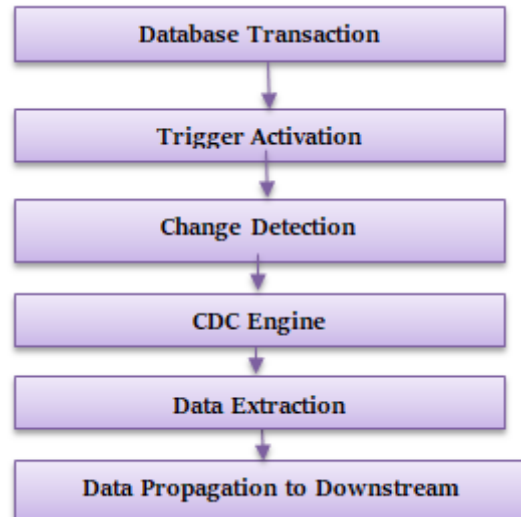 Database Transaction
Trigger Activation
Change Detection
CDC Engine
Data Extraction
Data Propagation to Downstream